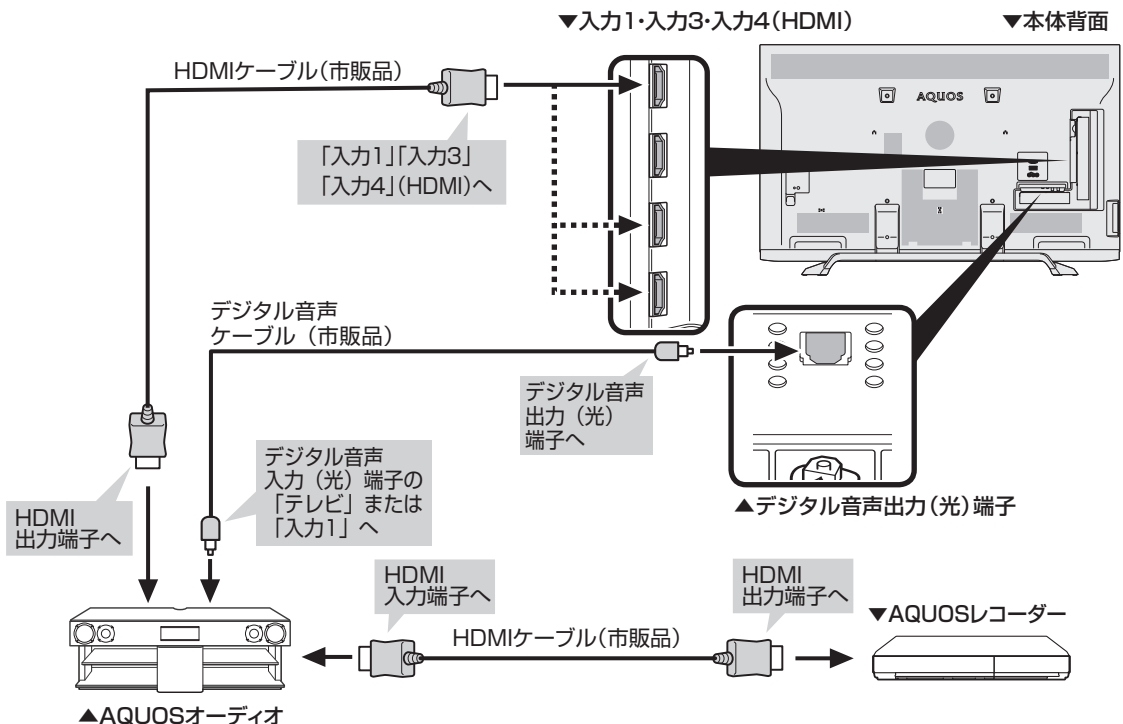 ▼入力1・入力3・入力4(HDMI)
▼本体背面
HDMIケーブル(市販品)
AQUOS
「入力1」「入力3」
「入力4」(HDMI)へ
デジタル音声
ケーブル（市販品）
デジタル音声
出力（光）
端子へ
デジタル音声
入力（光）端子の
「テレビ」または
「入力1」へ
▲デジタル音声出力(光)端子
HDMI
出力端子へ
HDMI
入力端子へ
HDMI
出力端子へ
HDMIケーブル(市販品)
▼AQUOSレコーダー
▲AQUOSオーディオ